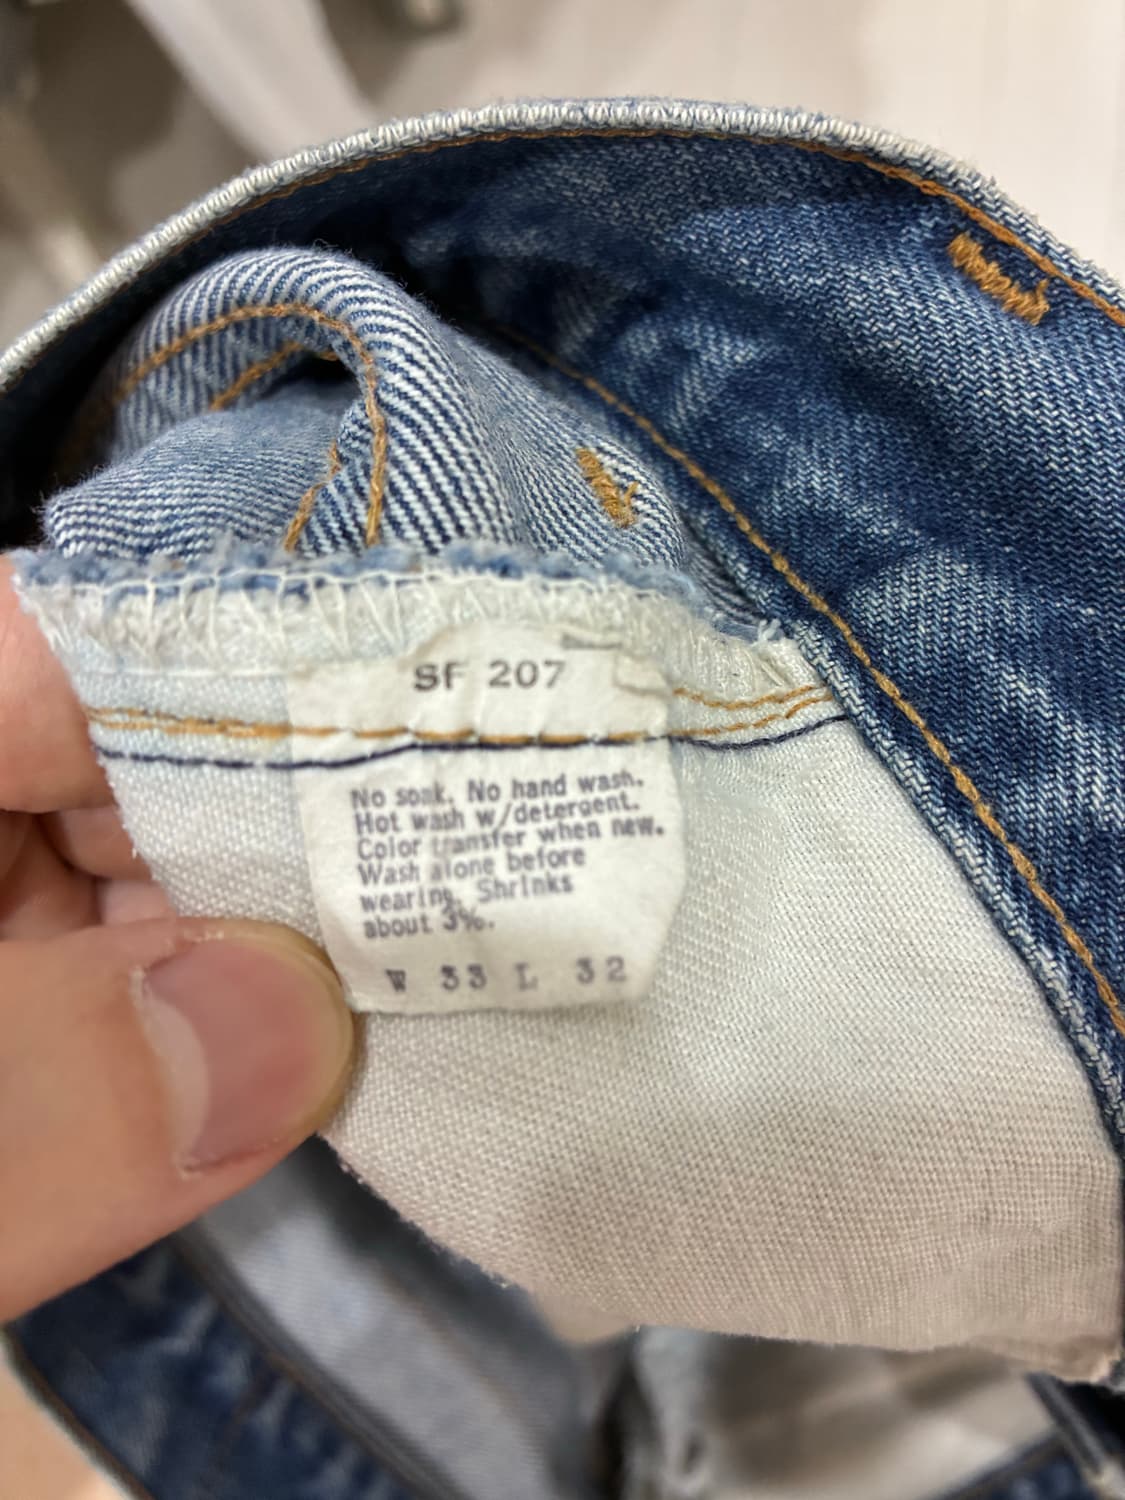 SF 207
No soak. No hand wash.
Hot wash w/detergent.
Color transfer when new.
Wash alone before
wearing. Shrinks
about 3%.
W 33 L 32